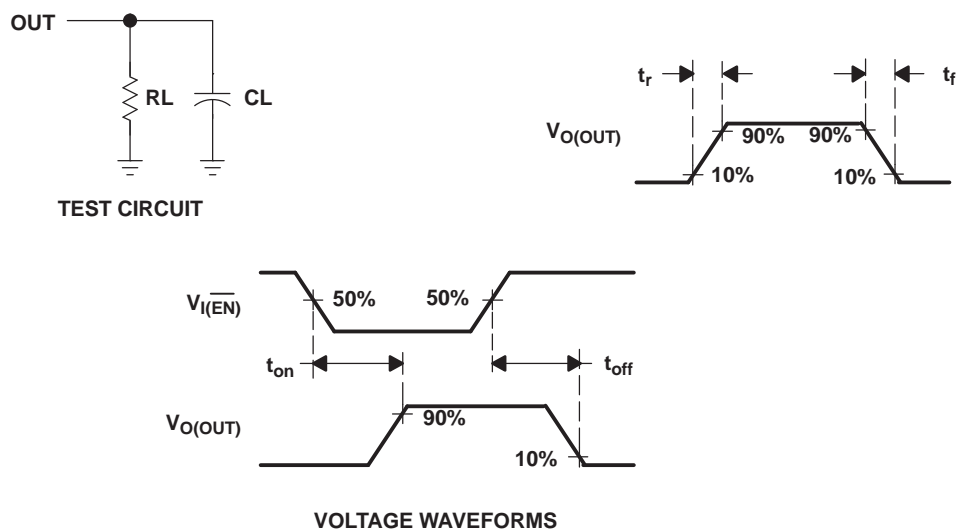 OUT
RL
CL
TEST CIRCUIT
tr
tf
VO(OUT)
90%
90%
10%
10%
VI(E̅N̅)
50%
50%
ton
toff
VO(OUT)
90%
10%
VOLTAGE WAVEFORMS